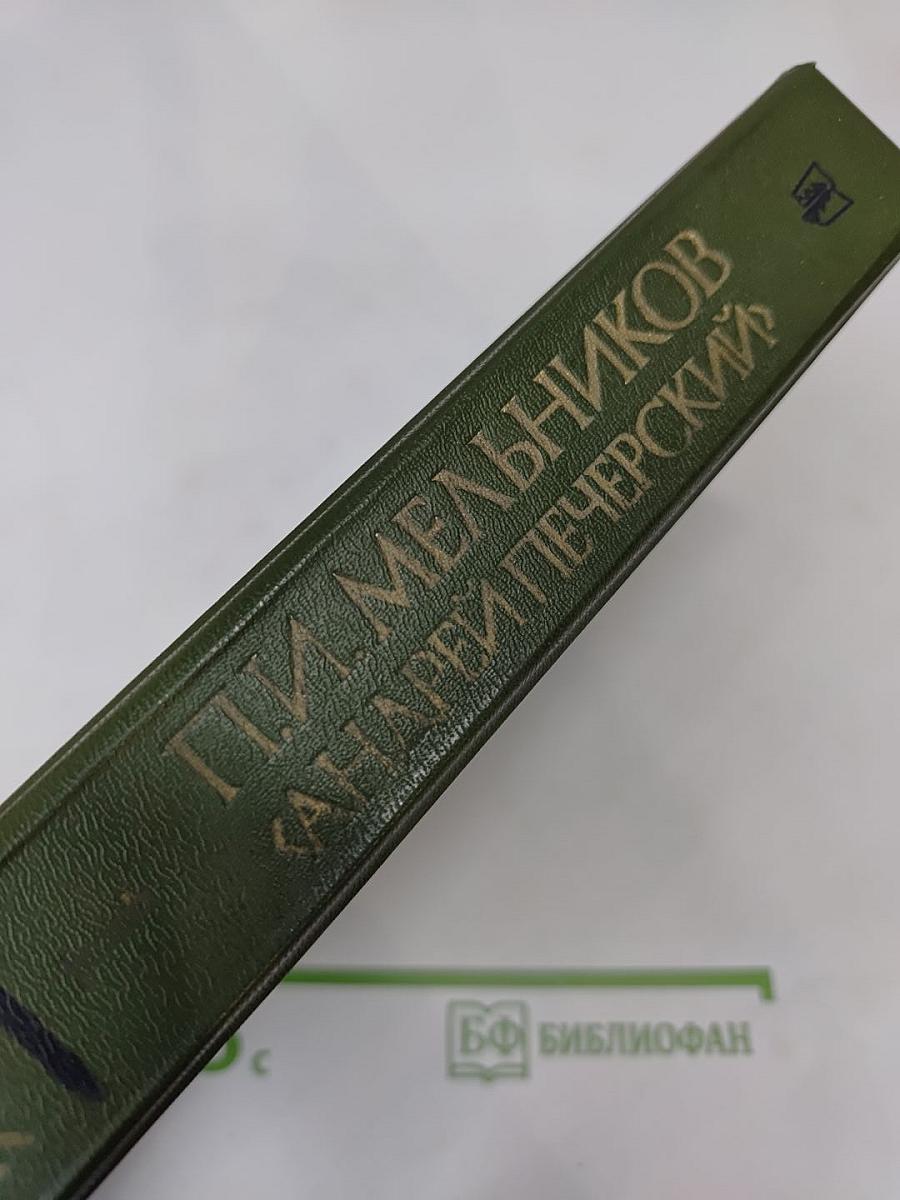 П.И. МЕЛЬНИКОВ
(АНДРЕЙ ПЕЧЕРСКИЙ)
с
БФ БИБЛИОФАН